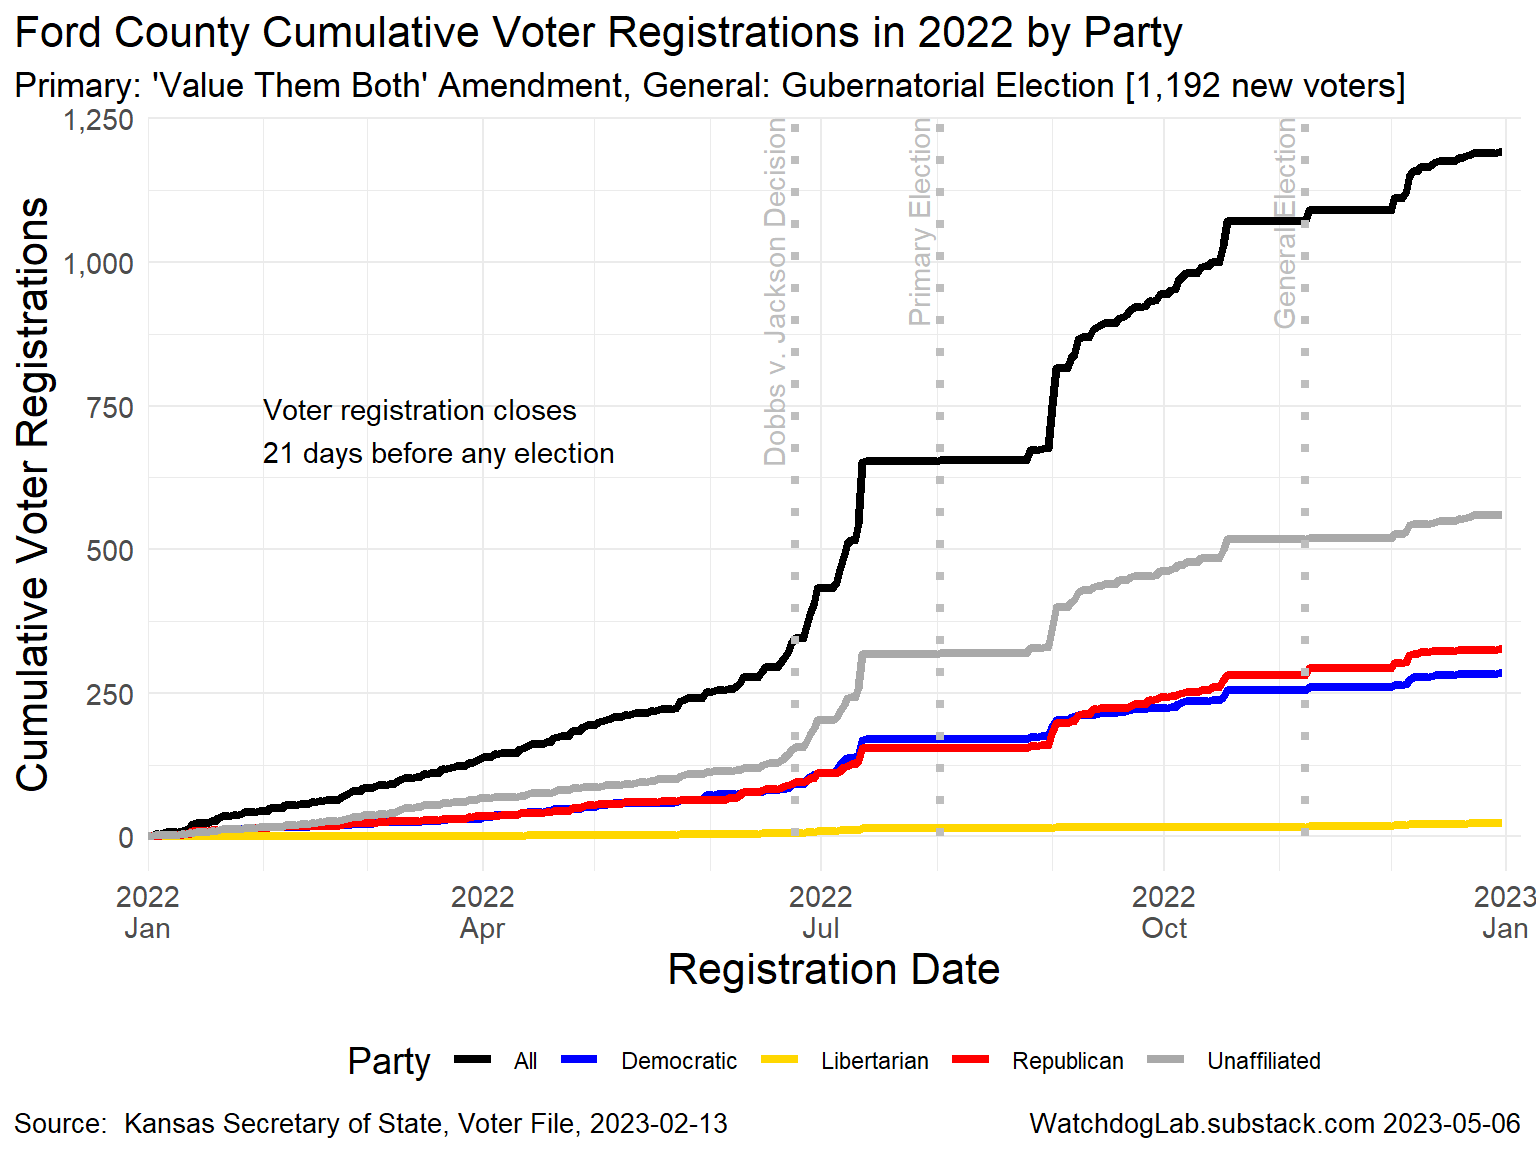 Ford County Cumulative Voter Registrations in 2022 by Party
Primary: 'Value Them Both' Amendment, General: Gubernatorial Election [1,192 new voters]
Cumulative Voter Registrations
1,250
1,000
750
500
250
0
Dobbs v. Jackson Decision
Primary Election
General Election
Voter registration closes
21 days before any election
2022
Jan
2022
Apr
2022
Jul
2022
Oct
2023
Jan
Registration Date
Party
All
Democratic
Libertarian
Republican
Unaffiliated
Source:  Kansas Secretary of State, Voter File, 2023-02-13
WatchdogLab.substack.com 2023-05-06